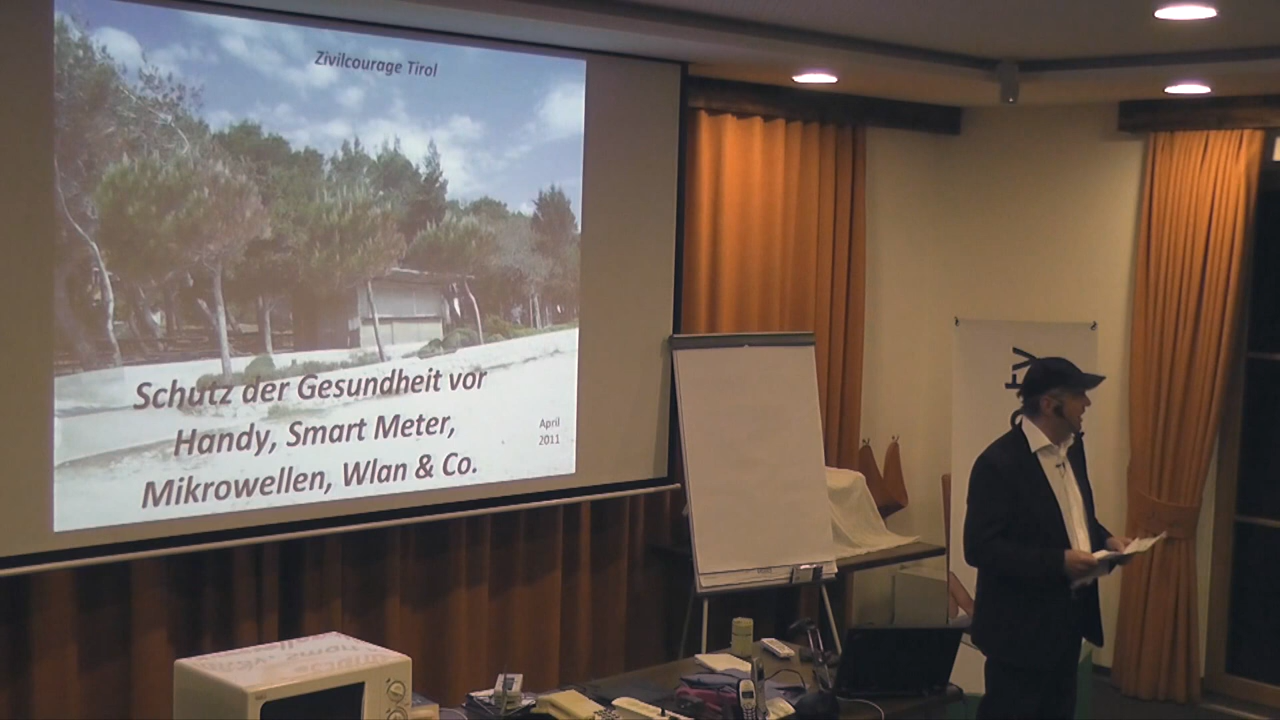 Zivilcourage Tirol
Schutz der Gesundheit vor
Handy, Smart Meter,
Mikrowellen, Wlan & Co.
April
2011